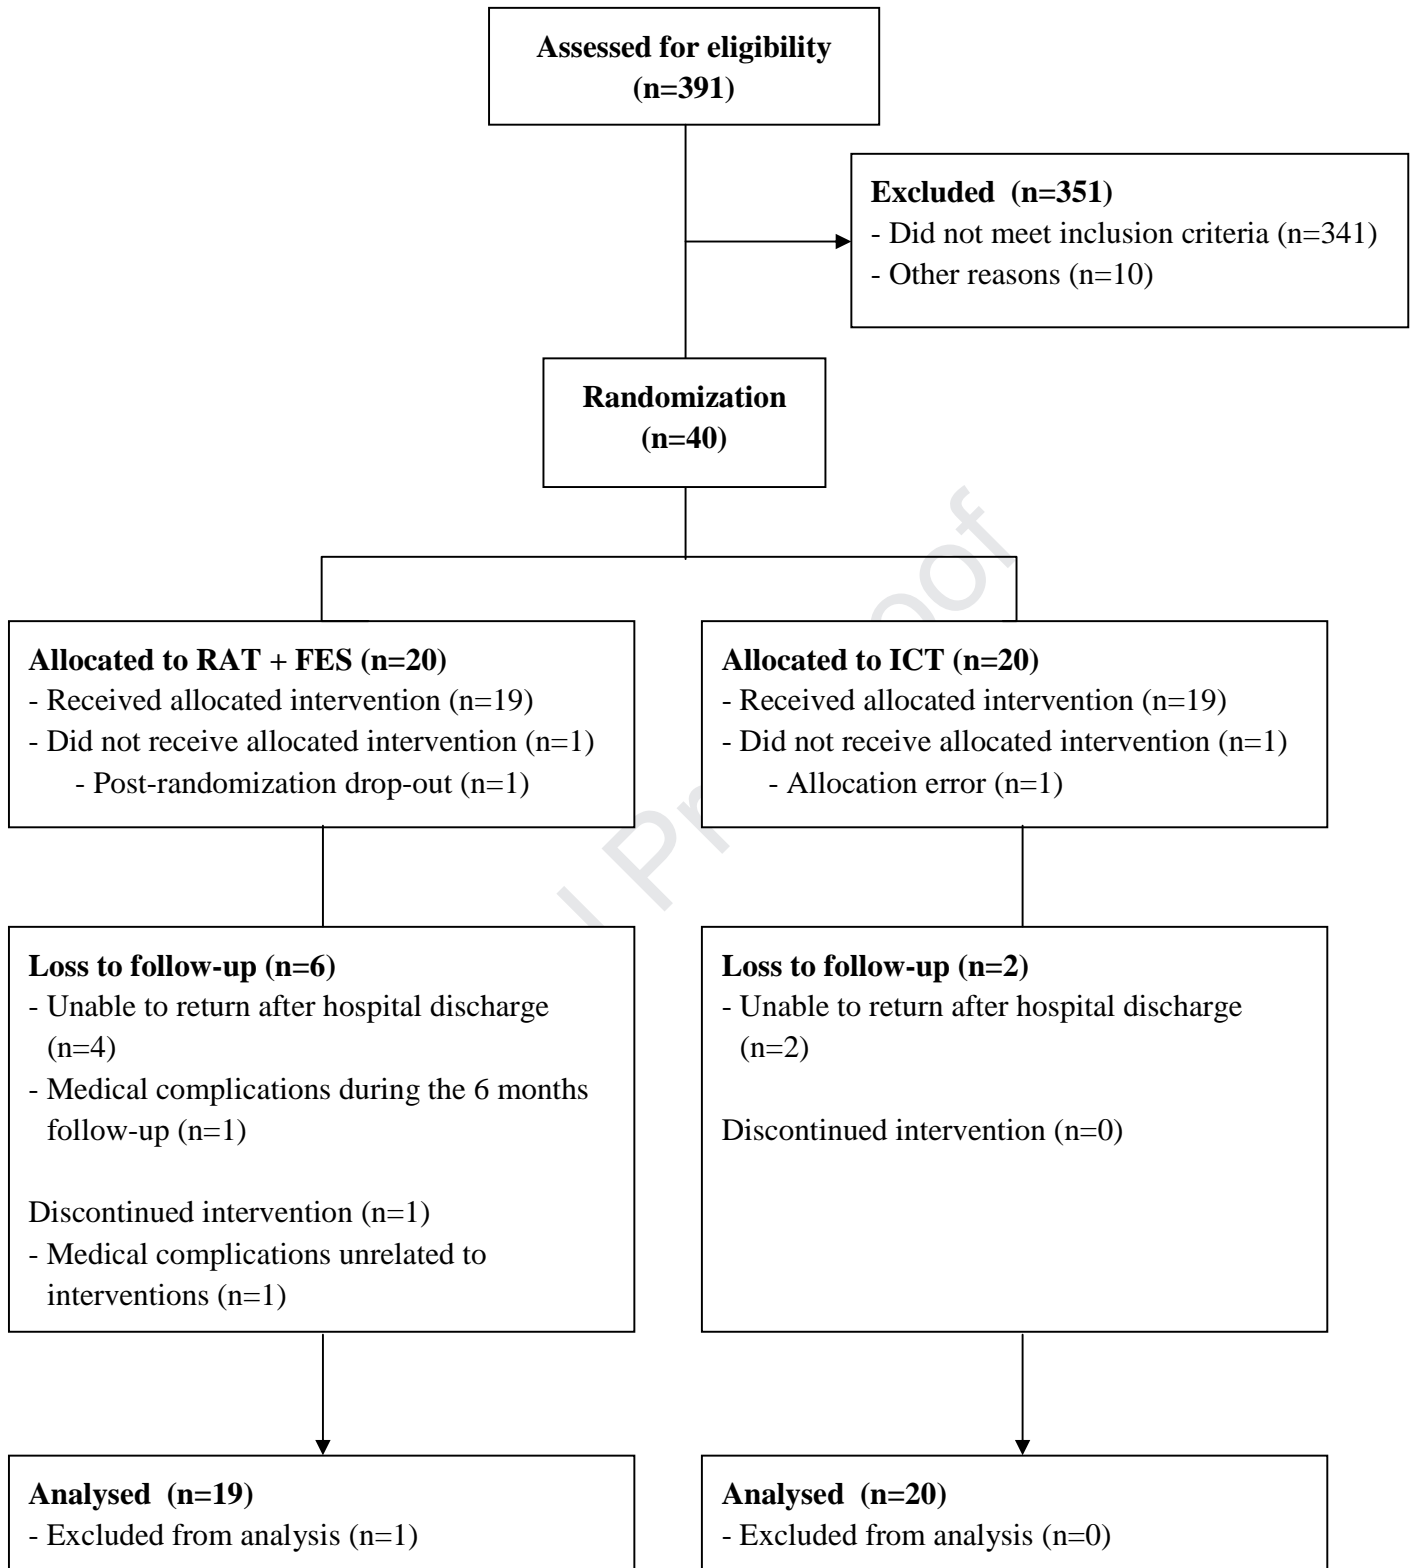 Assessed for eligibility
(n=391)
Excluded (n=351)
- Did not meet inclusion criteria (n=341)
- Other reasons (n=10)
Randomization
(n=40)
Allocated to RAT + FES (n=20)
- Received allocated intervention (n=19)
- Did not receive allocated intervention (n=1)
- Post-randomization drop-out (n=1)
Allocated to ICT (n=20)
- Received allocated intervention (n=19)
- Did not receive allocated intervention (n=1)
- Allocation error (n=1)
Loss to follow-up (n=6)
- Unable to return after hospital discharge
(n=4)
- Medical complications during the 6 months
follow-up (n=1)
Discontinued intervention (n=1)
- Medical complications unrelated to
interventions (n=1)
Loss to follow-up (n=2)
- Unable to return after hospital discharge
(n=2)
Discontinued intervention (n=0)
Analysed (n=19)
- Excluded from analysis (n=1)
Analysed (n=20)
- Excluded from analysis (n=0)